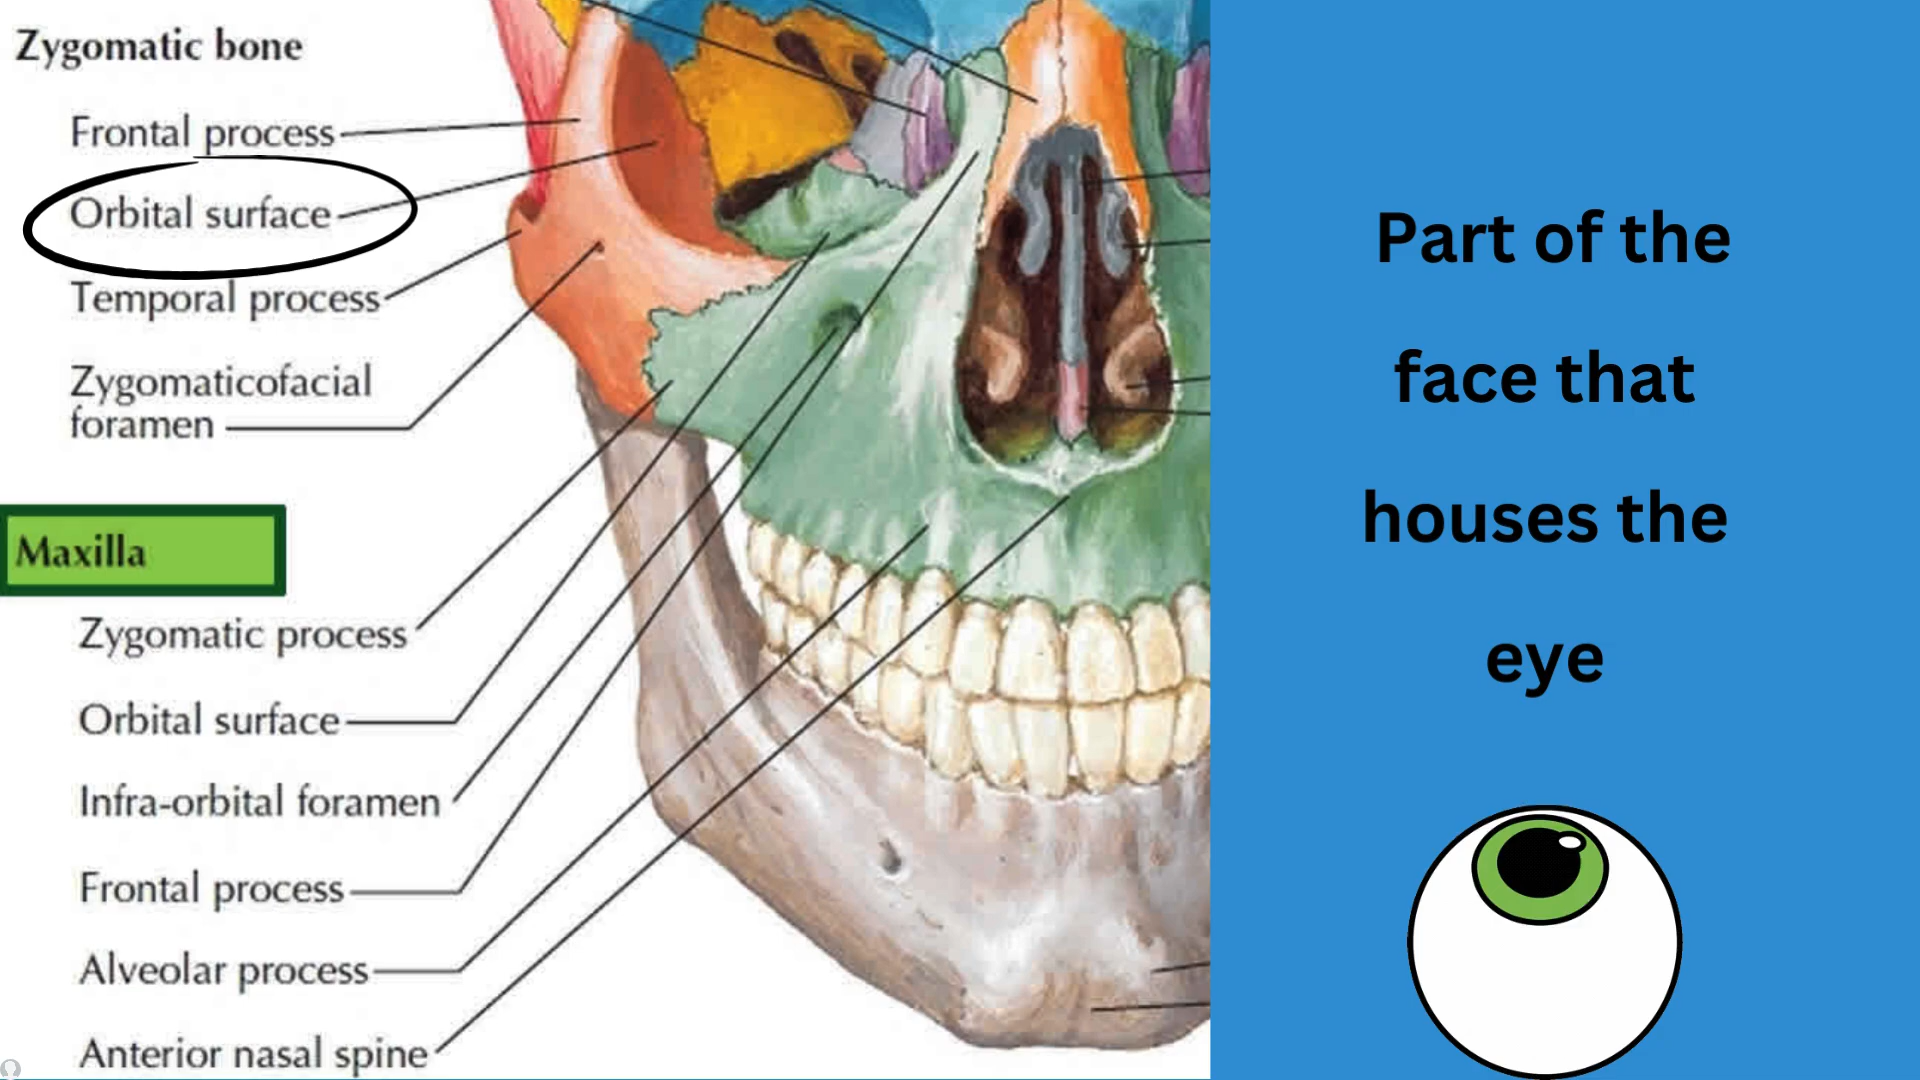 Zygomatic bone
Frontal process
Orbital surface
Temporal process
Zygomaticofacial
foramen
Maxilla
Zygomatic process
Orbital surface
Infra-orbital foramen
Frontal process
Alveolar process
Anterior nasal spine
Part of the
face that
houses the
eye